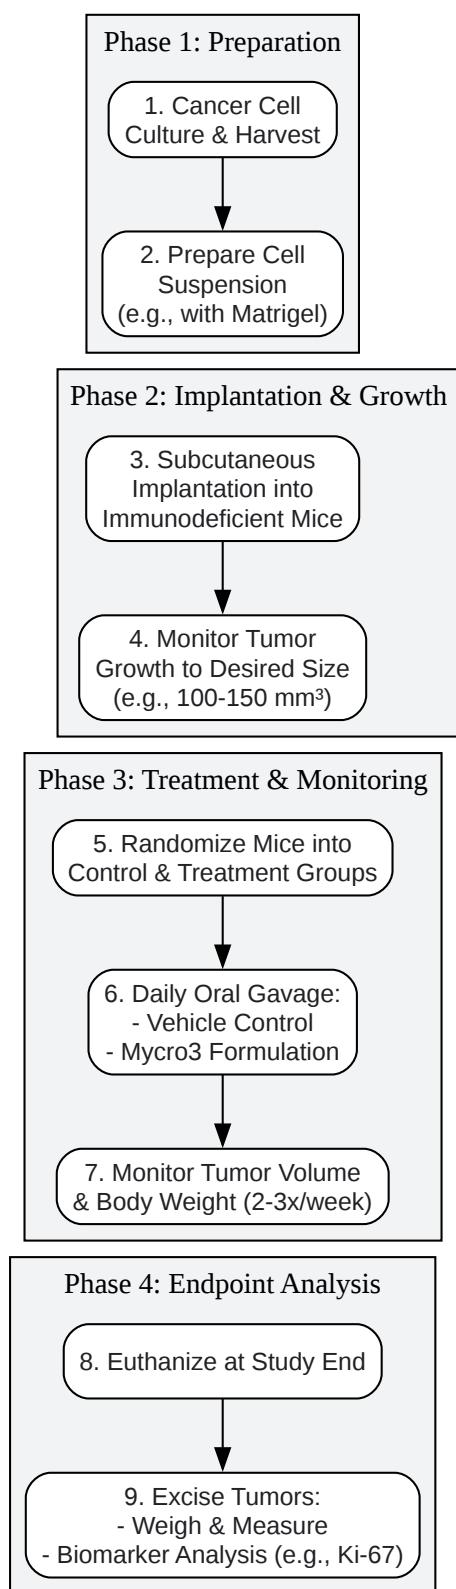 Phase 1: Preparation
1. Cancer Cell
Culture & Harvest
2. Prepare Cell
Suspension
(e.g., with Matrigel)
Phase 2: Implantation & Growth
3. Subcutaneous
Implantation into
Immunodeficient Mice
4. Monitor Tumor
Growth to Desired Size
(e.g., 100-150 mm³)
Phase 3: Treatment & Monitoring
5. Randomize Mice into
Control & Treatment Groups
6. Daily Oral Gavage:
- Vehicle Control
- Mycro3 Formulation
7. Monitor Tumor Volume
& Body Weight (2-3x/week)
Phase 4: Endpoint Analysis
8. Euthanize at Study End
9. Excise Tumors:
- Weigh & Measure
- Biomarker Analysis (e.g., Ki-67)